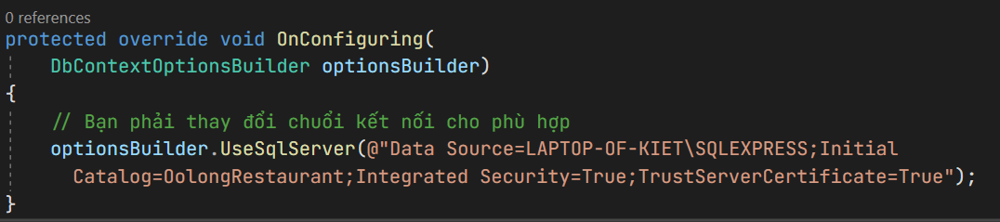 0 references
protected override void OnConfiguring(
DbContextOptionsBuilder optionsBuilder)
{
// Bạn phải thay đổi chuỗi kết nối cho phù hợp
optionsBuilder.UseSqlServer(@"Data Source=LAPTOP-OF-KIET\SQLEXPRESS;Initial
Catalog=OolongRestaurant;Integrated Security=True;TrustServerCertificate=True");
}